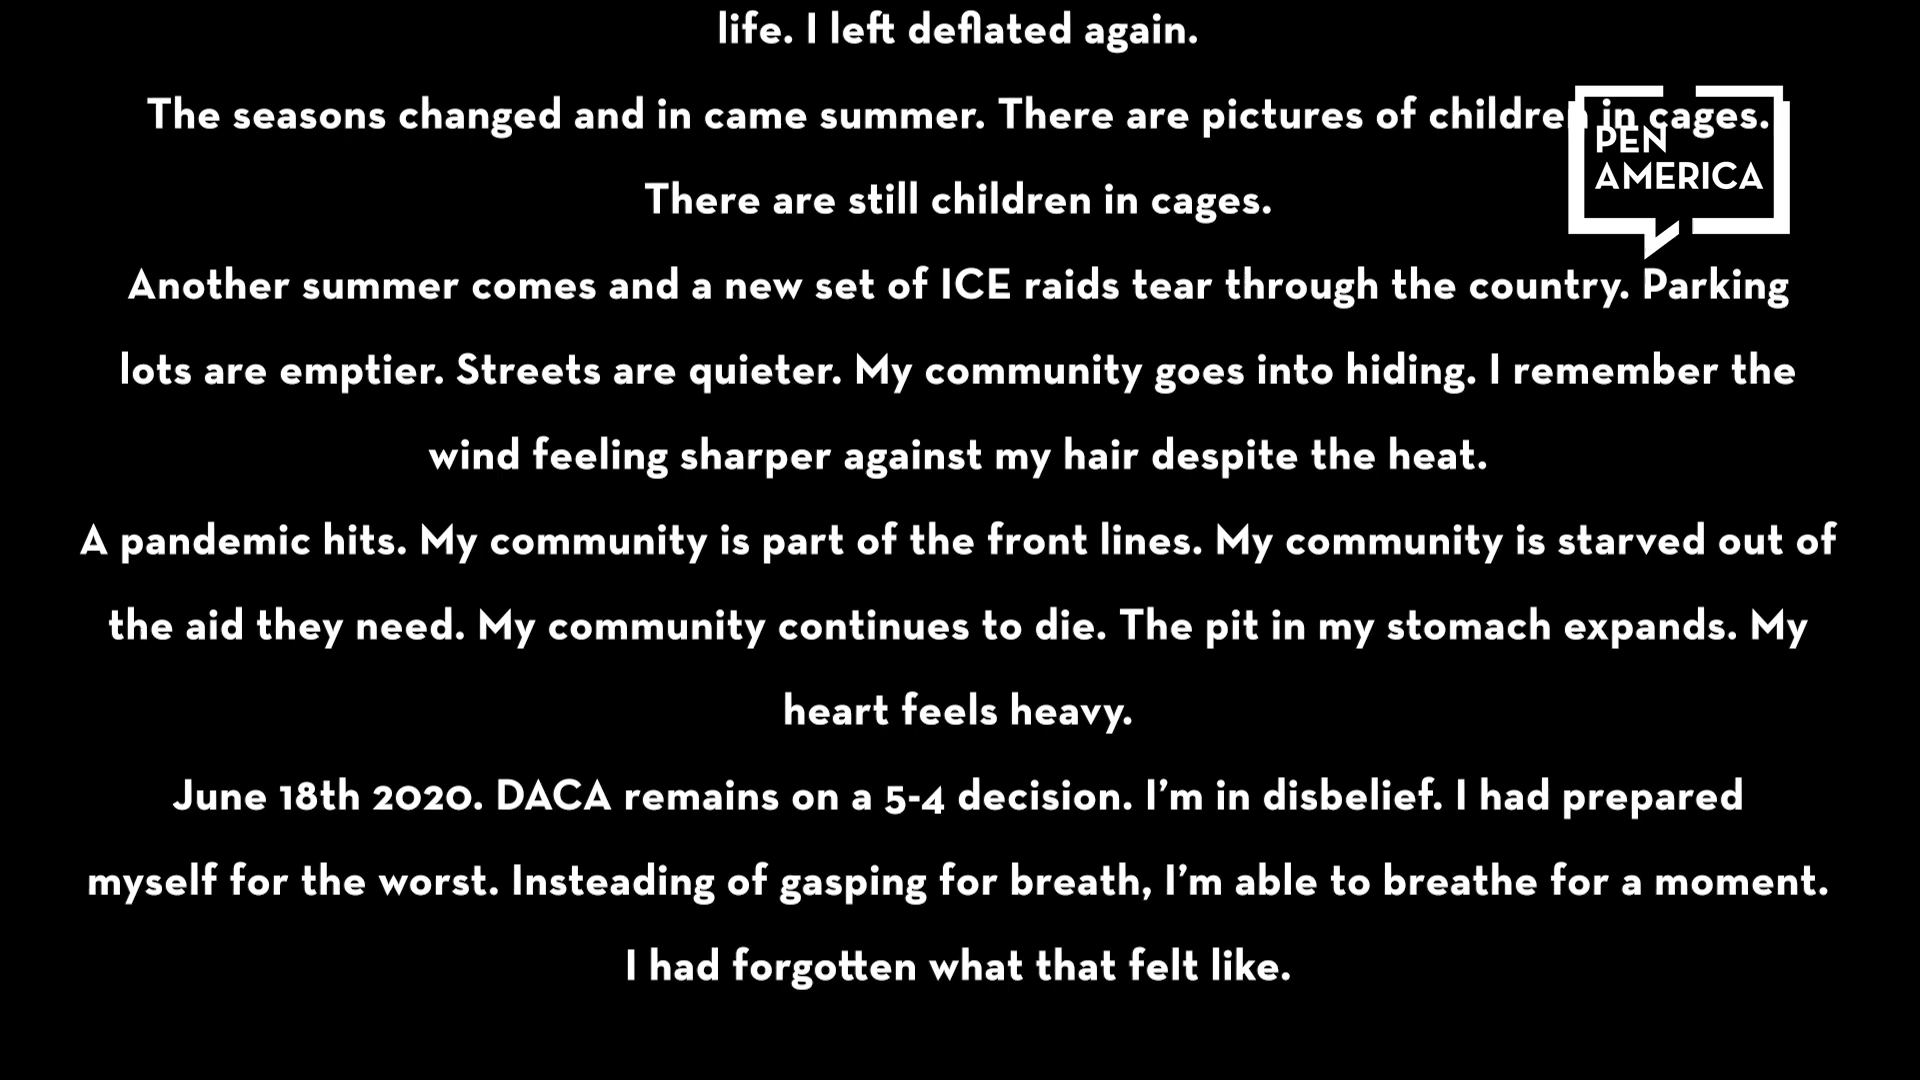 life. I left deflated again.
The seasons changed and in came summer. There are pictures of children in cages.
PEN
AMERICA
There are still children in cages.
Another summer comes and a new set of ICE raids tear through the country. Parking
lots are emptier. Streets are quieter. My community goes into hiding. I remember the
wind feeling sharper against my hair despite the heat.
A pandemic hits. My community is part of the front lines. My community is starved out of
the aid they need. My community continues to die. The pit in my stomach expands. My
heart feels heavy.
June 18th 2020. DACA remains on a 5-4 decision. I’m in disbelief. I had prepared
myself for the worst. Insteading of gasping for breath, I’m able to breathe for a moment.
I had forgotten what that felt like.